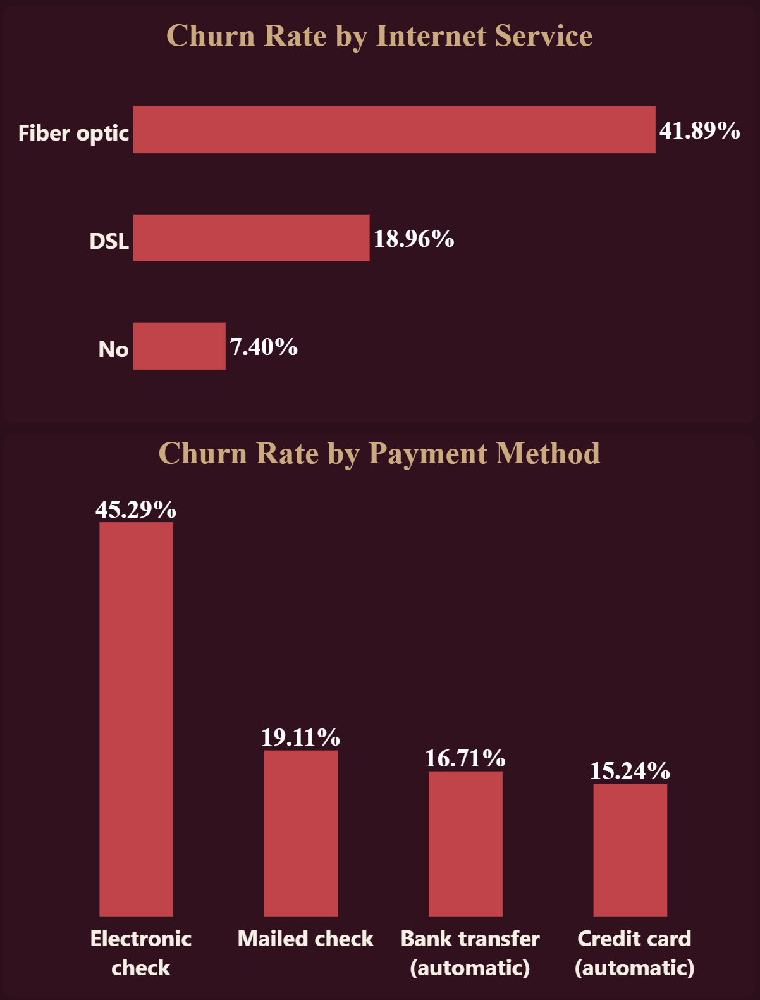 Churn Rate by Internet Service
Fiber optic 41.89%
DSL 18.96%
No 7.40%
Churn Rate by Payment Method
45.29%
19.11%
16.71%
15.24%
Electronic check
Mailed check
Bank transfer (automatic)
Credit card (automatic)